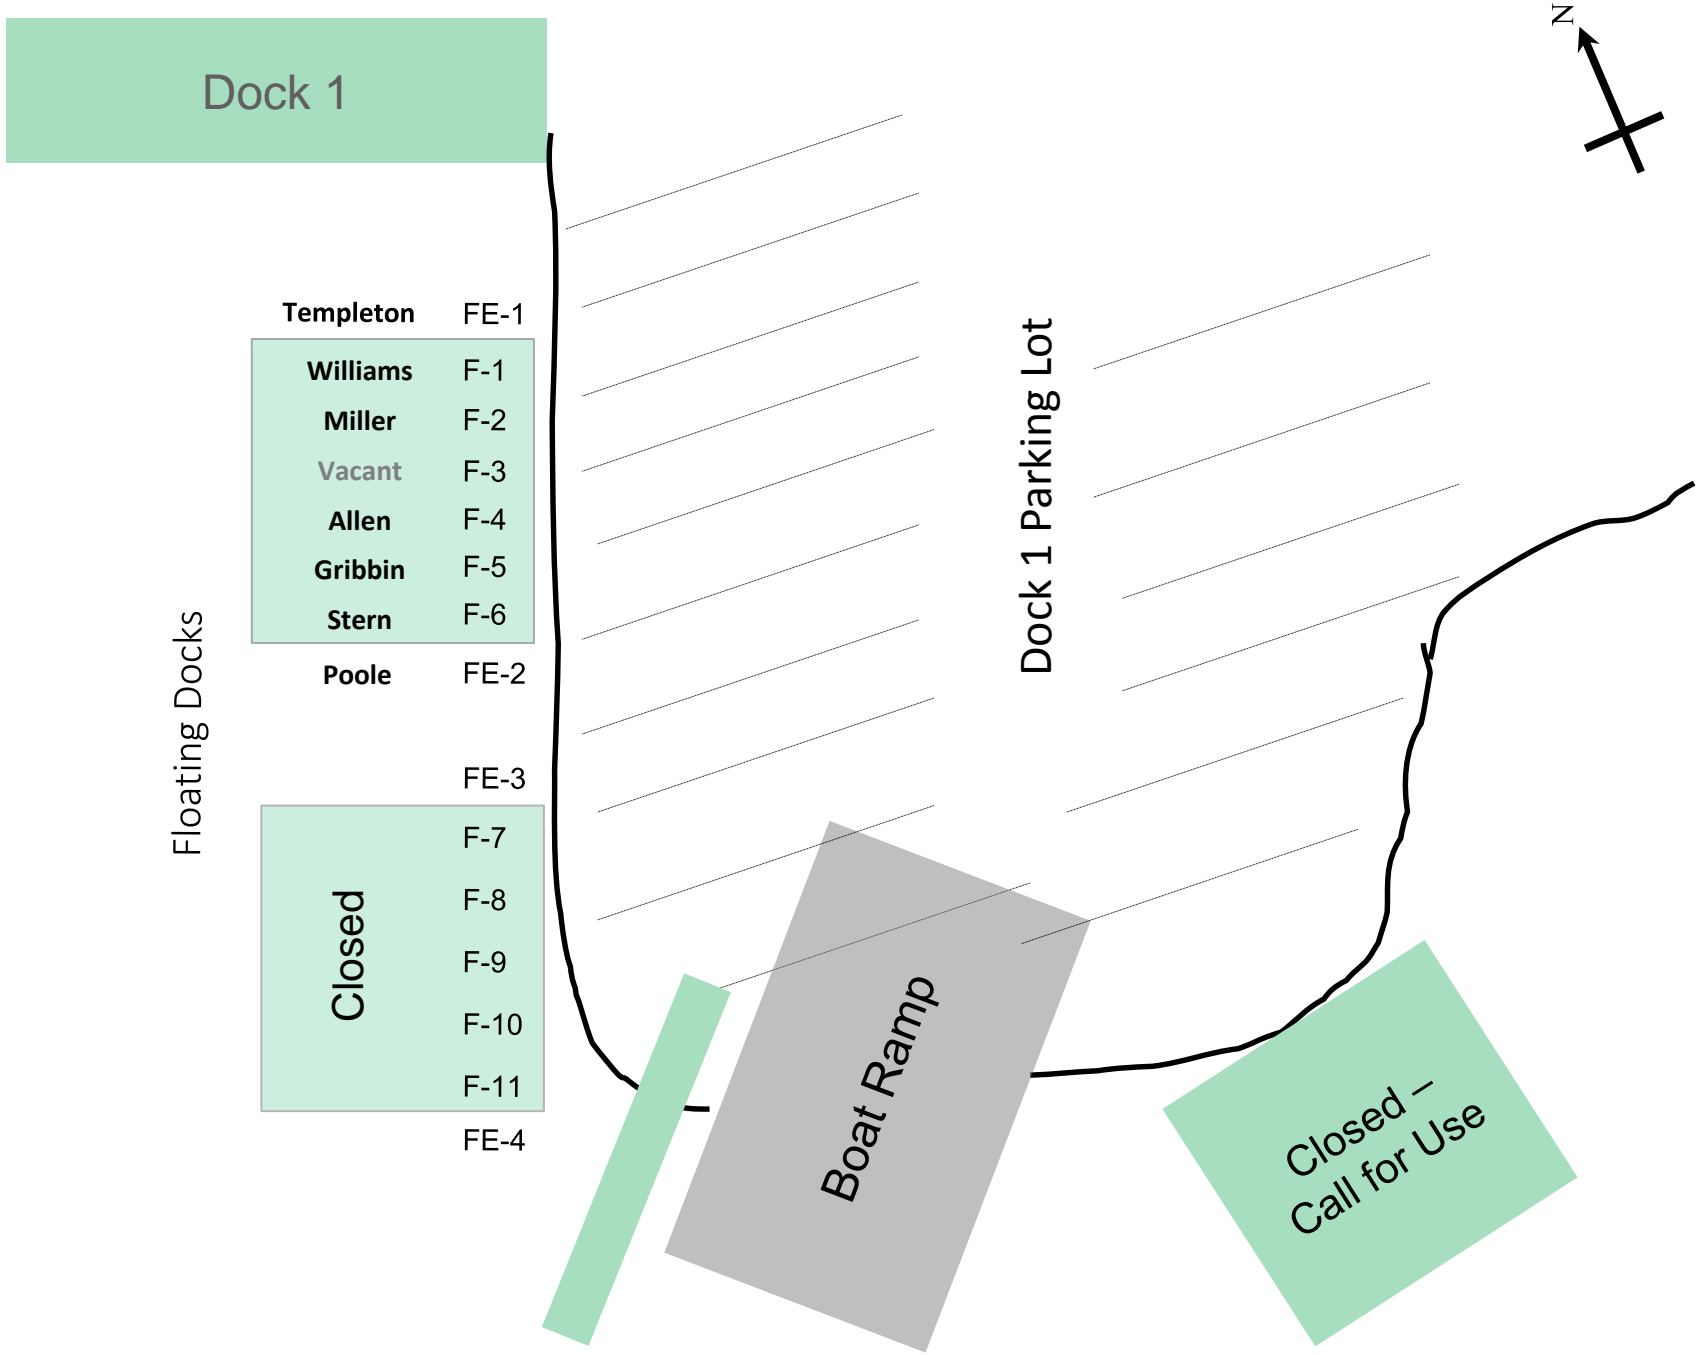 N
Dock 1
Templeton FE-1
Williams F-1
Miller F-2
Vacant F-3
Allen F-4
Gribbin F-5
Stern F-6
Poole FE-2
Floating Docks
FE-3
F-7
F-8
Closed
F-9
F-10
F-11
FE-4
Dock 1 Parking Lot
Boat Ramp
Closed –
Call for Use